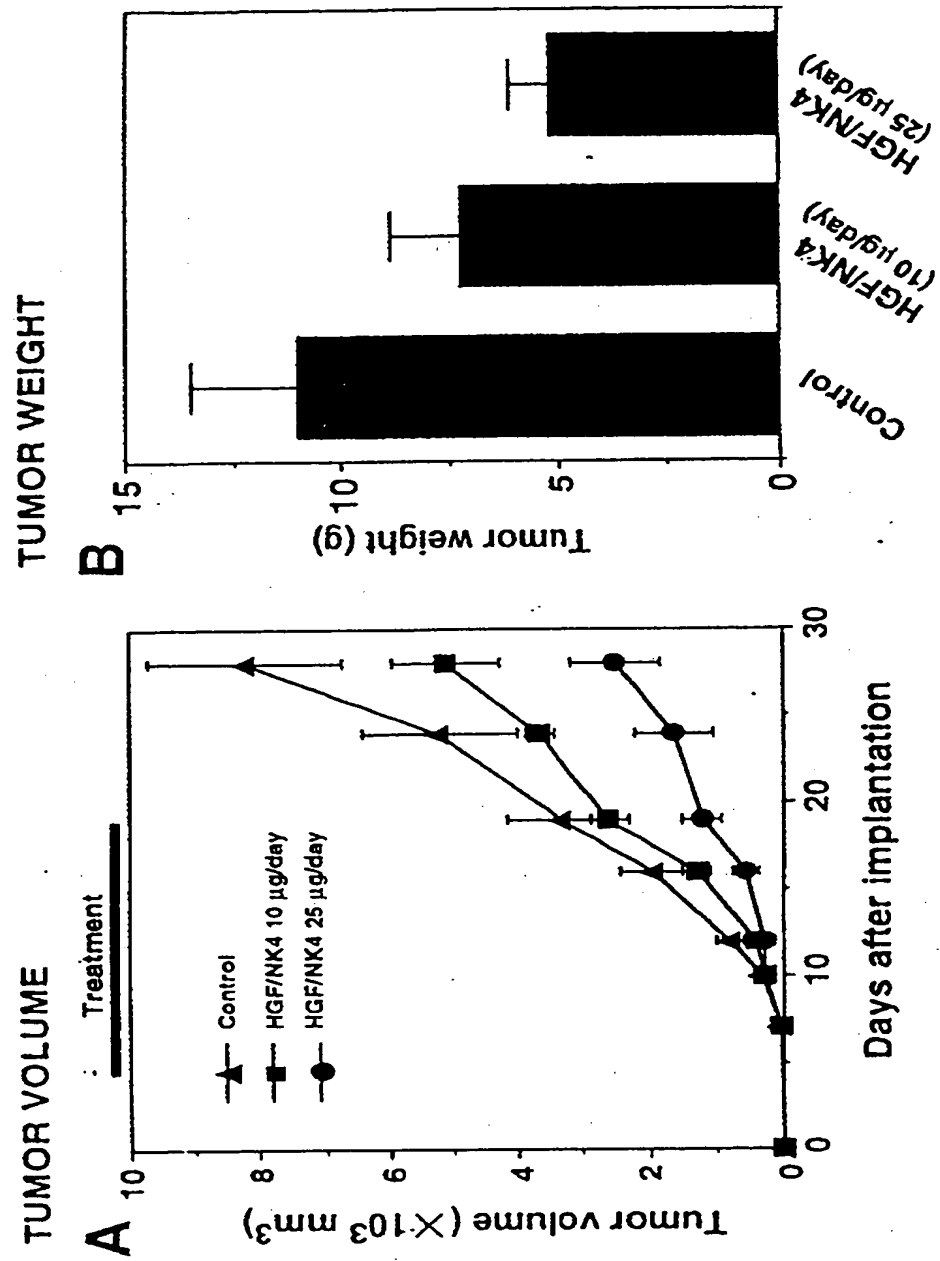 TUMOR VOLUME
A
Treatment
Control
HGF/NK4 10 µg/day
HGF/NK4 25 µg/day
10
8
6
4
2
0
Tumor volume (×10³ mm³)
0
10
20
30
Days after implantation
TUMOR WEIGHT
B
15
10
5
0
Tumor weight (g)
Control
HGF/NK4
(10 µg/day)
HGF/NK4
(25 µg/day)